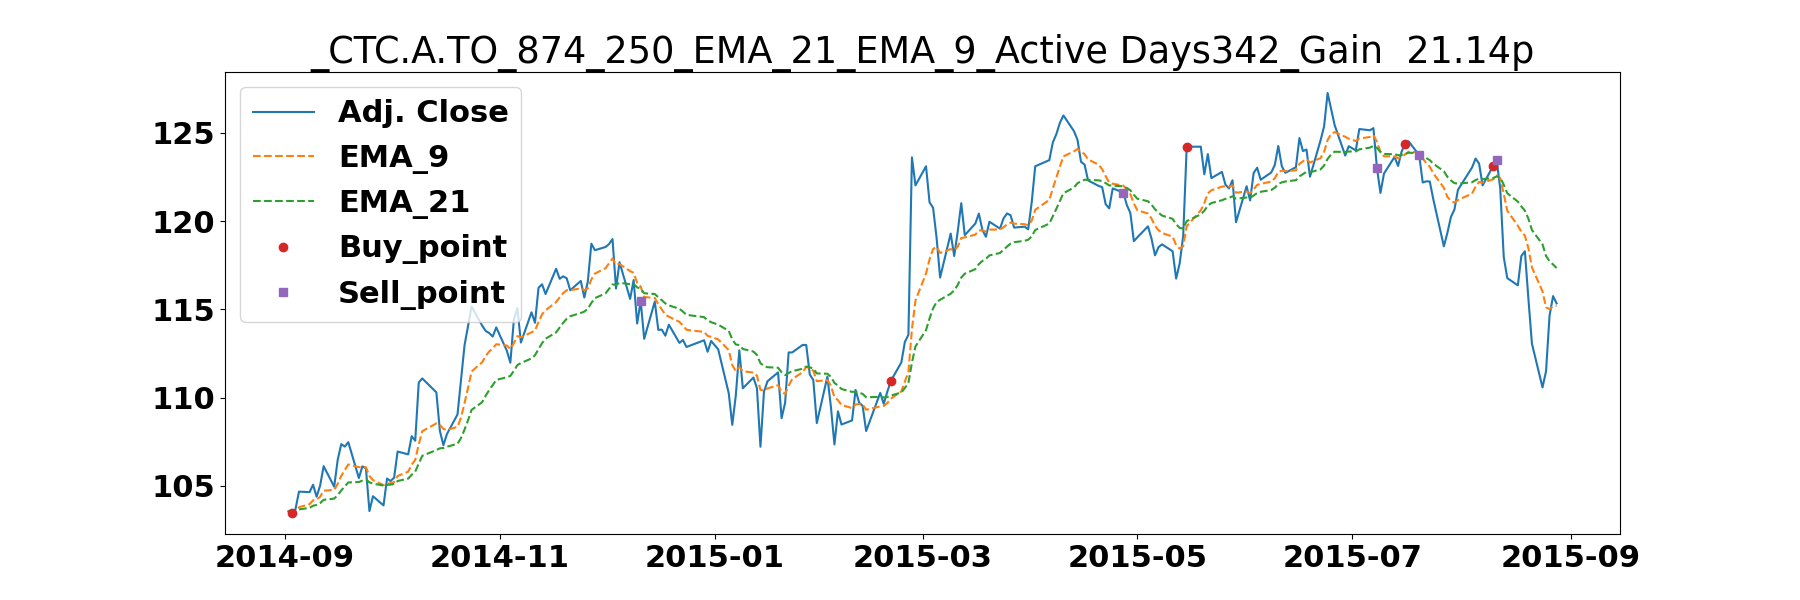 _CTC.A.TO_874_250_EMA_21_EMA_9_Active Days342_Gain  21.14p
Adj. Close
EMA_9
EMA_21
Buy_point
Sell_point
125
120
115
110
105
2014-09 2014-11 2015-01 2015-03 2015-05 2015-07 2015-09